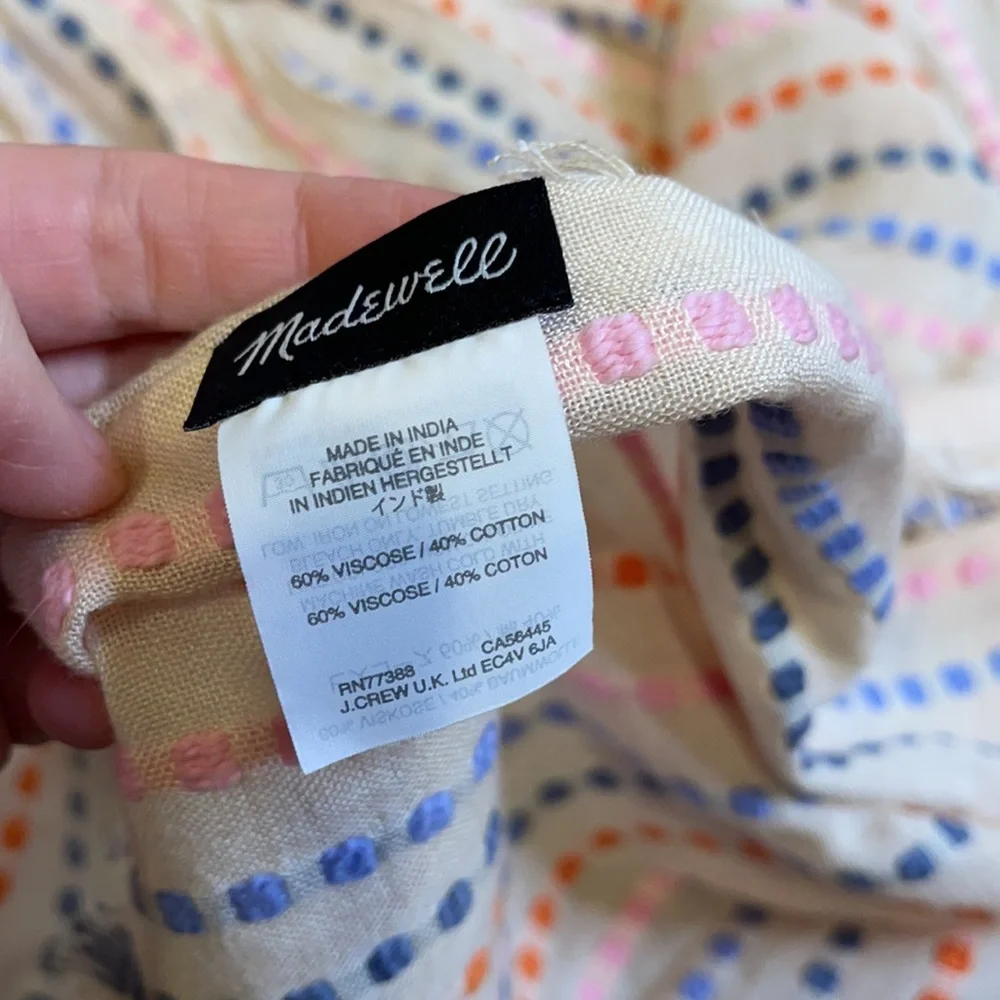 Madewell
MADE IN INDIA
FABRIQUÉ EN INDE
IN INDIEN HERGESTELLT
インド製
60% VISCOSE / 40% COTTON
60% VISCOSE / 40% COTON
RN77388 CA56445
J.CREW U.K. Ltd EC4V 6JA